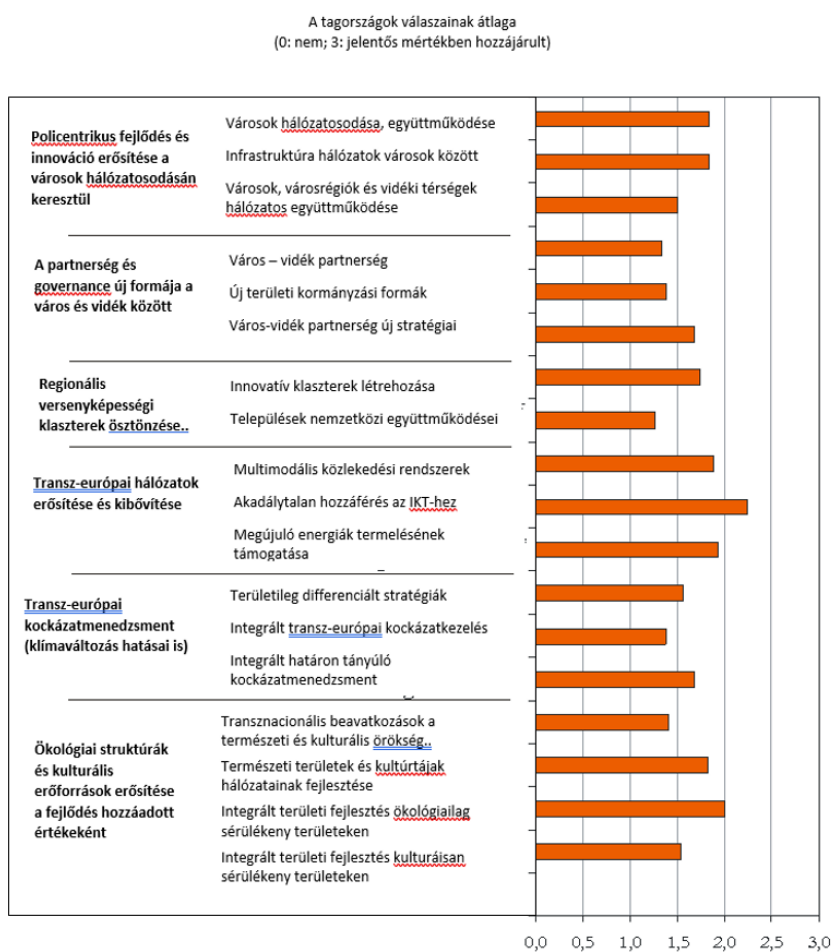 A tagországok válaszainak átlaga
(0: nem; 3: jelentős mértékben hozzájárult)
Policentrikus fejlődés és
innováció erősítése a
városok hálózatosodásán
keresztül
Városok hálózatosodása, együttműködése
Infrastruktúra hálózatok városok között
Városok, városrégiók és vidéki térségek
hálózatos együttműködése
A partnerség és
governance új formája a
város és vidék között
Város – vidék partnerség
Új területi kormányzási formák
Város-vidék partnerség új stratégiai
Regionális
versenyképességi
klaszterek ösztönzése..
Innovatív klaszterek létrehozása
Települések nemzetközi együttműködései
Transz-európai hálózatok
erősítése és kibővítése
Multimodális közlekedési rendszerek
Akadálytalan hozzáférés az IKT-hez
Megújuló energiák termelésének
támogatása
Transz-európai
kockázatmenedzsment
(klímaváltozás hatásai is)
Területileg differenciált stratégiák
Integrált transz-európai kockázatkezelés
Integrált határon tányúló
kockázatmenedzsment
Ökológiai struktúrák
és kulturális
erőforrások erősítése
a fejlődés hozzáadott
értékeként
Transznacionális beavatkozások a
természeti és kulturális örökség..
Természeti területek és kultúrtájak
hálózatainak fejlesztése
Integrált területi fejlesztés ökológiailag
sérülékeny területeken
Integrált területi fejlesztés kulturáisan
sérülékeny területeken
0,0 0,5 1,0 1,5 2,0 2,5 3,0